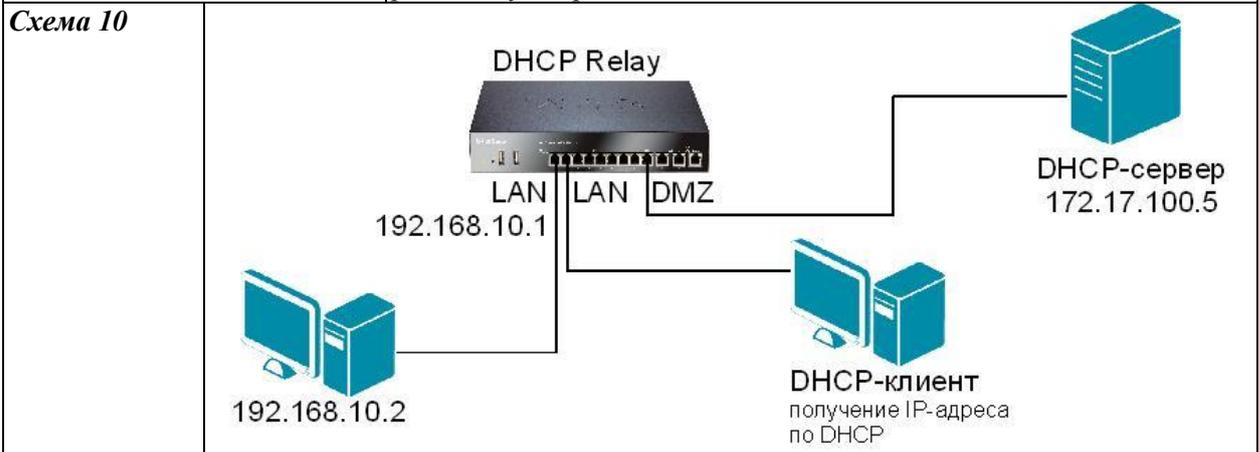 Схема 10
DHCP Relay
LAN
LAN
DMZ
192.168.10.1
DHCP-сервер
172.17.100.5
192.168.10.2
DHCP-клиент
получение IP-адреса
по DHCP